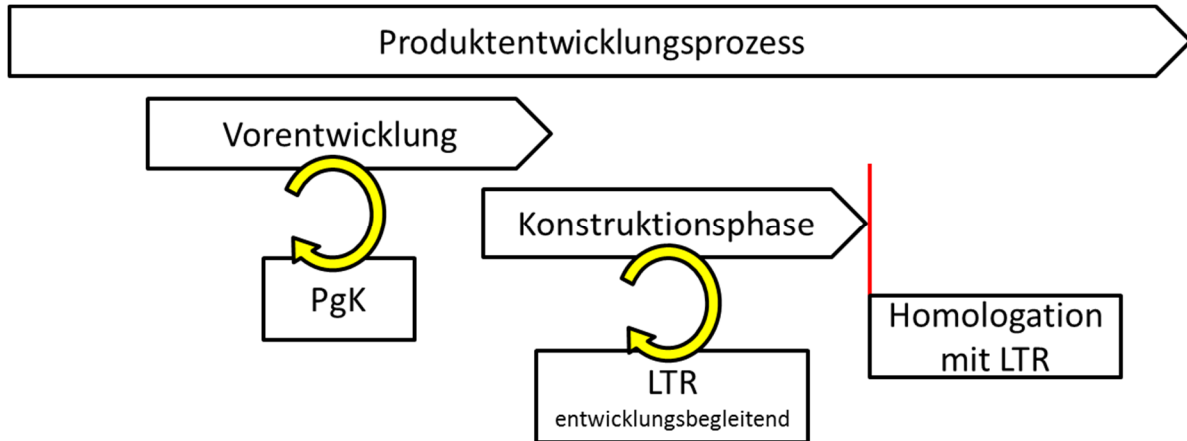 Produktentwicklungsprozess
Vorentwicklung
Konstruktionsphase
PgK
Homologation
mit LTR
LTR
entwicklungsbegleitend